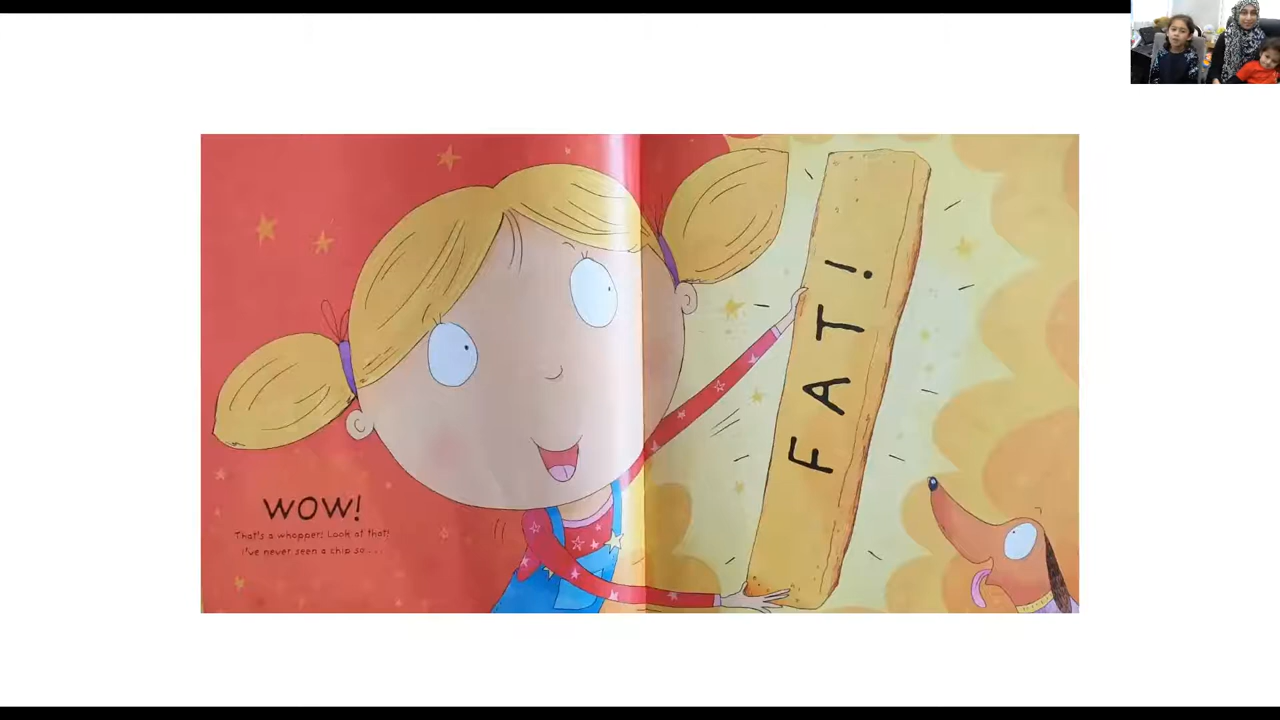 WOW!
That's a whopper! Look at that!
I've never seen a chip so . . .
FAT!